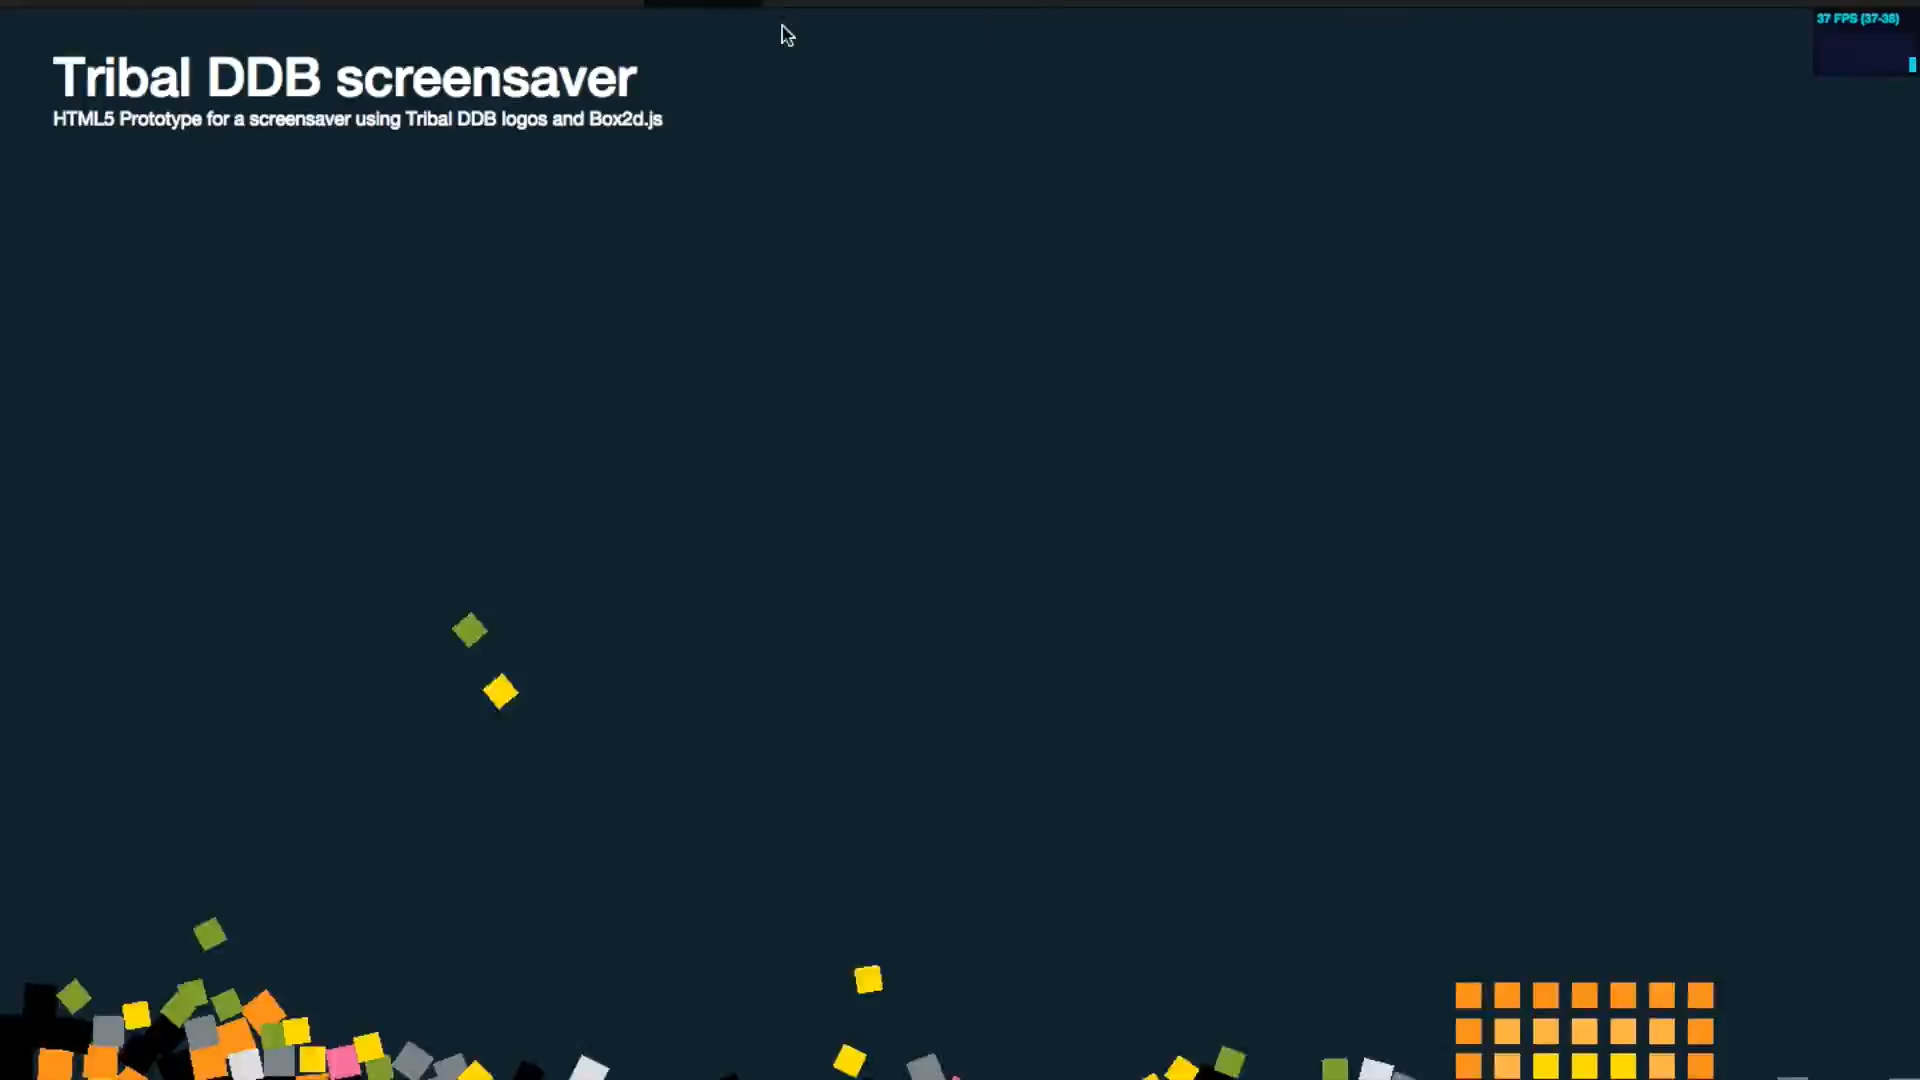 37 FPS (37-38)
Tribal DDB screensaver
HTML5 Prototype for a screensaver using Tribal DDB logos and Box2d.js